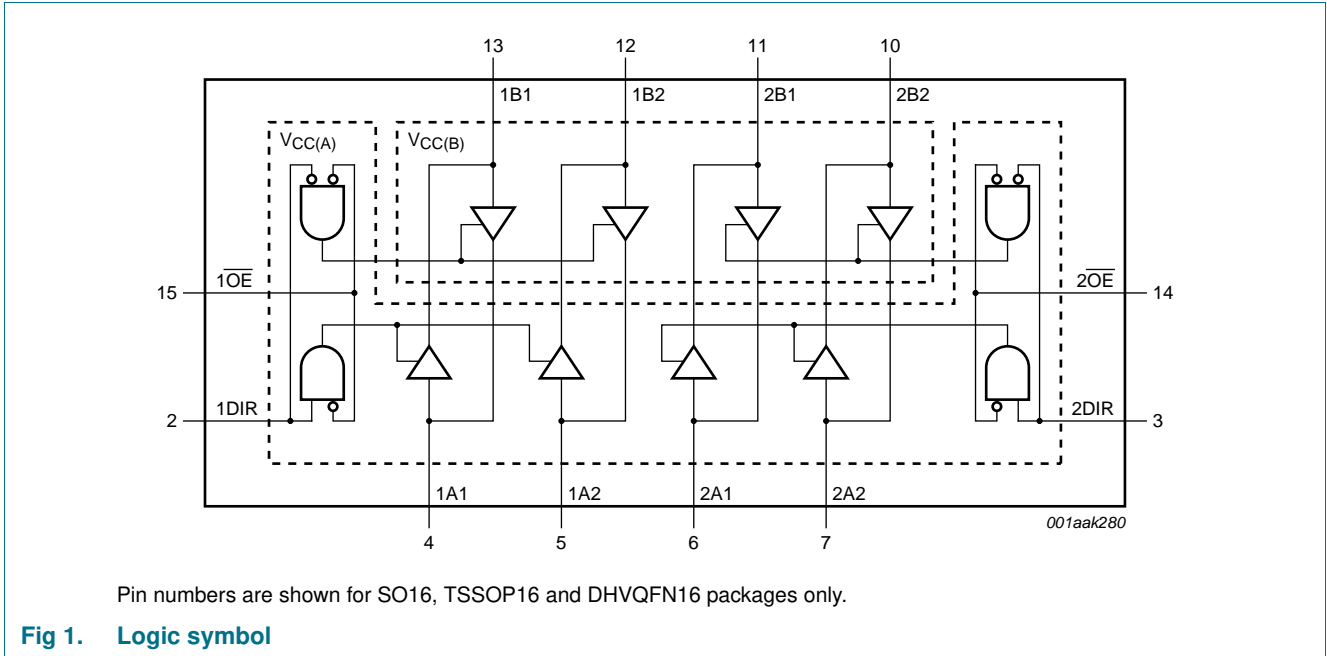 13 12 11 10
1B1 1B2 2B1 2B2
VCC(A) VCC(B)
15 1OE 2OE 14
2 1DIR 2DIR 3
1A1 1A2 2A1 2A2
001aak280
4 5 6 7
Pin numbers are shown for SO16, TSSOP16 and DHVQFN16 packages only.
Fig 1. Logic symbol